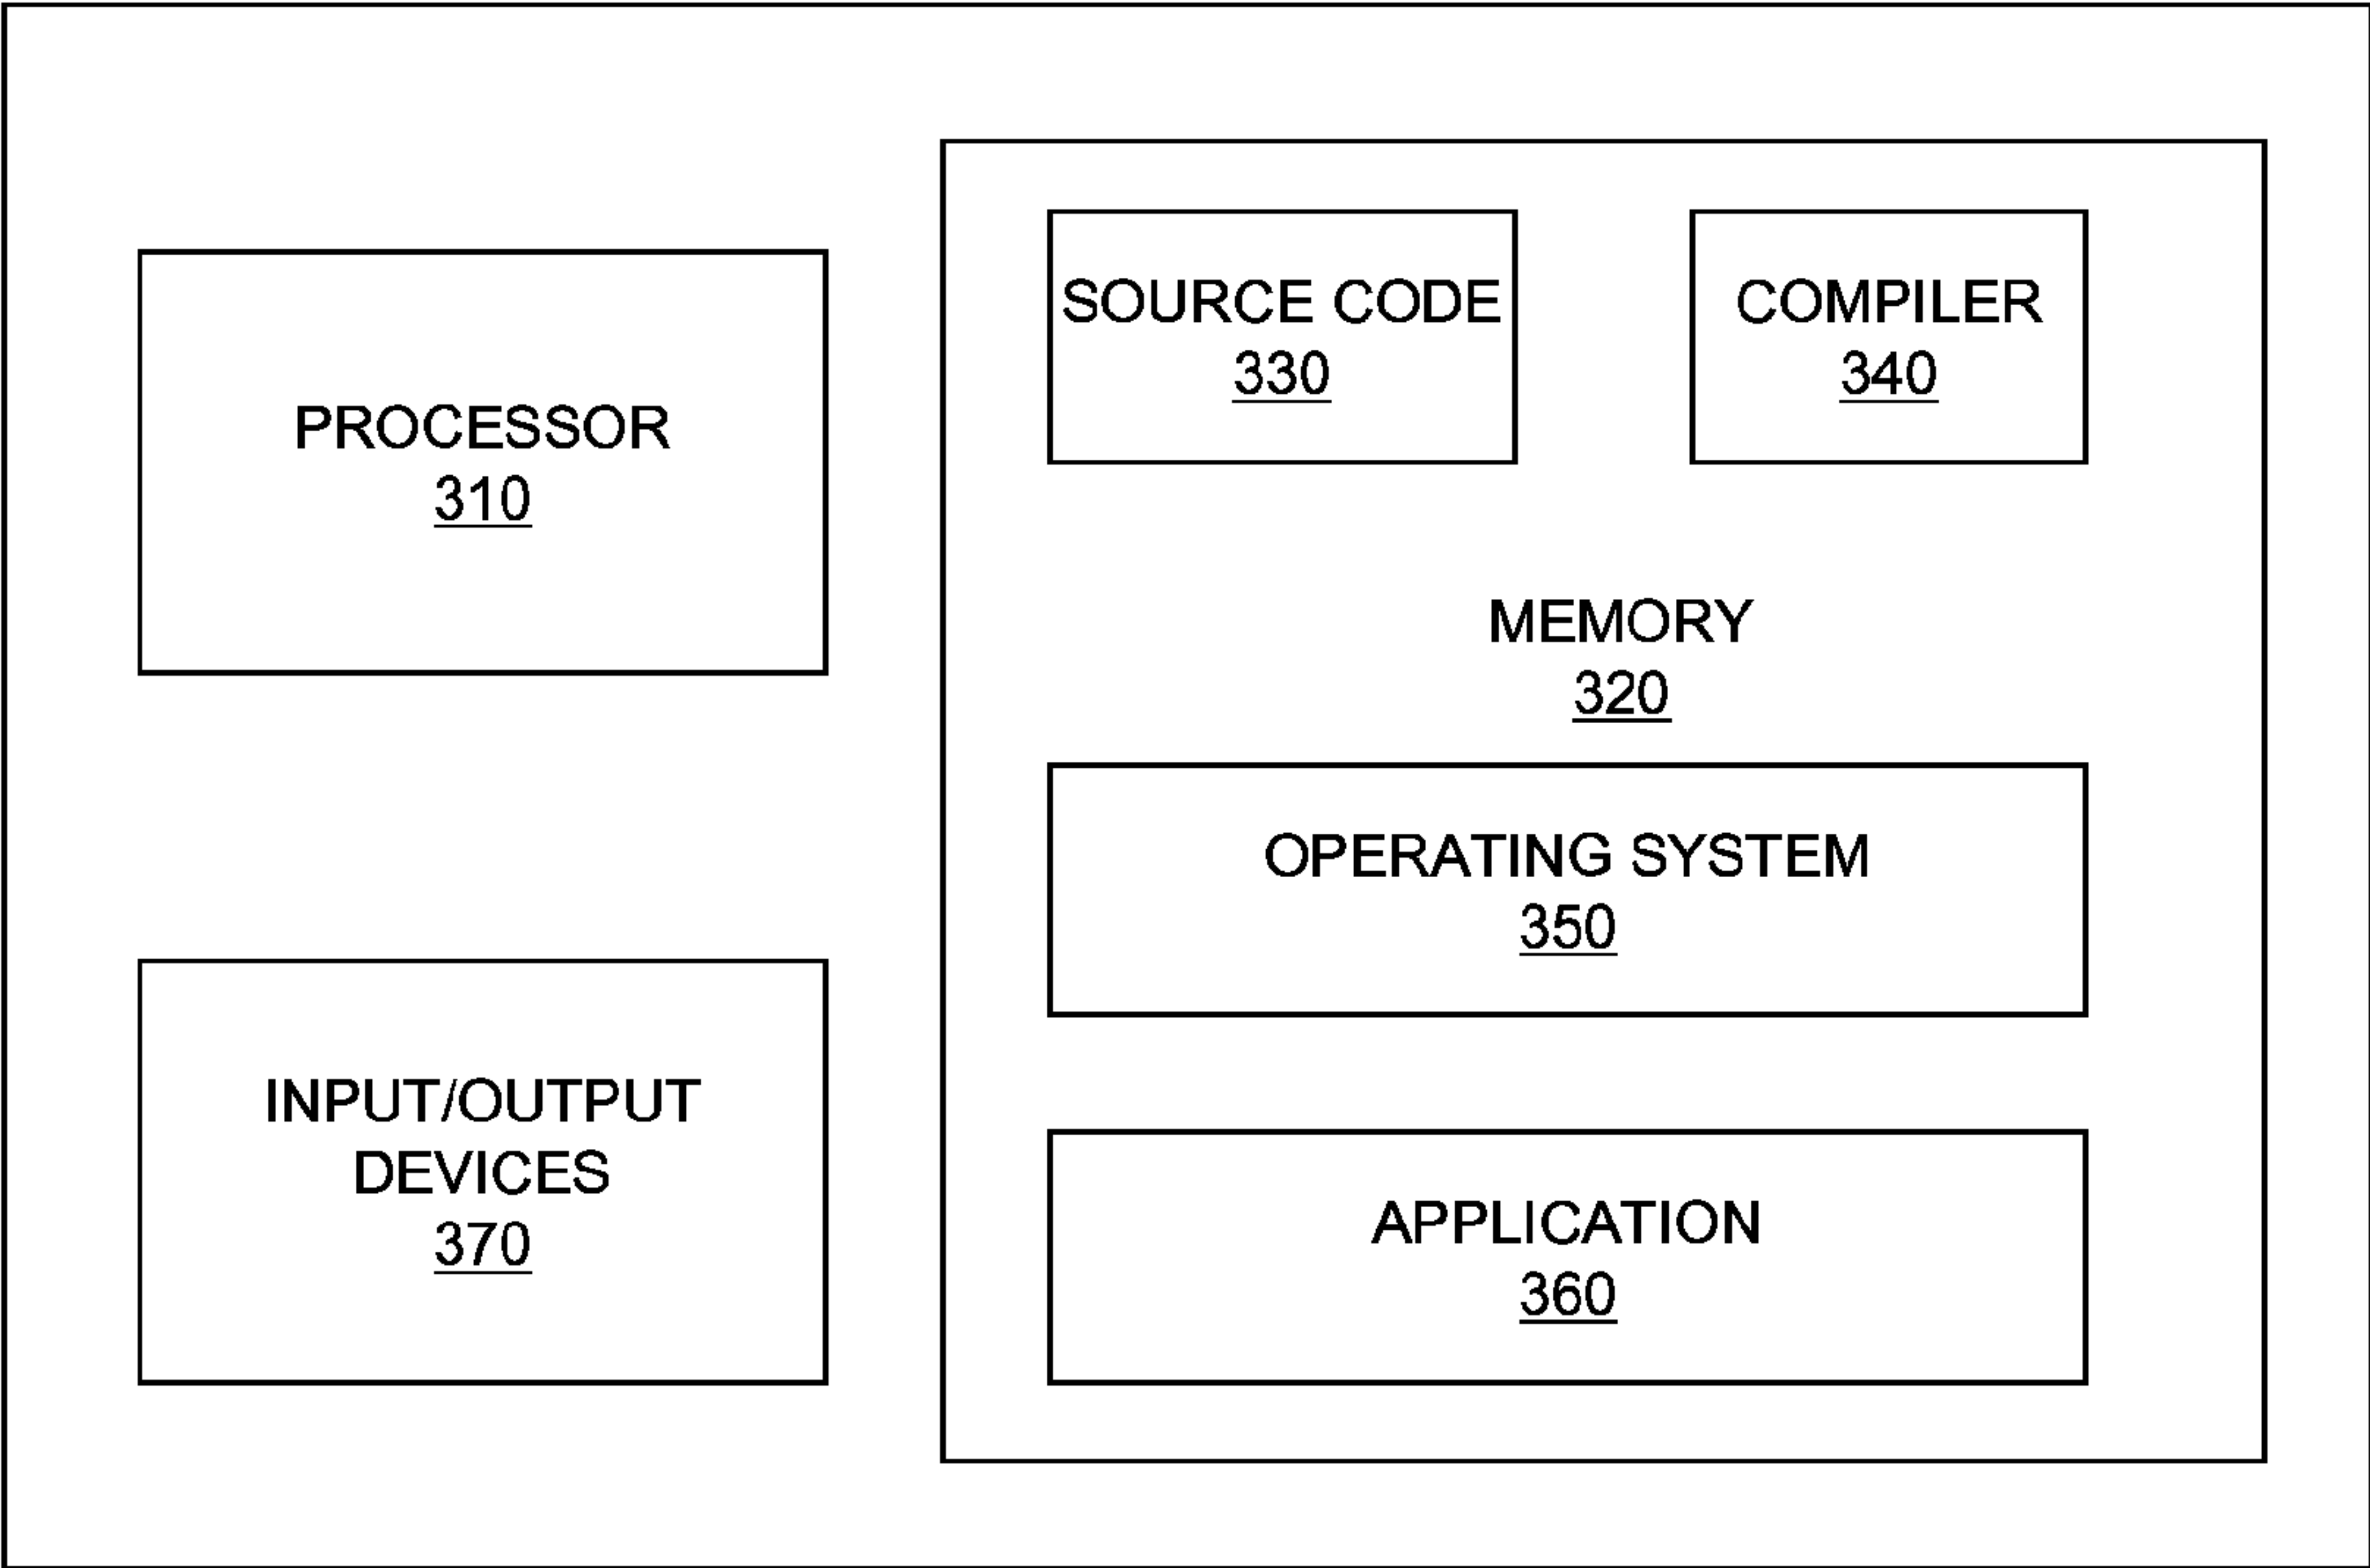 PROCESSOR
310
SOURCE CODE
330
COMPILER
340
MEMORY
320
OPERATING SYSTEM
350
INPUT/OUTPUT
DEVICES
370
APPLICATION
360